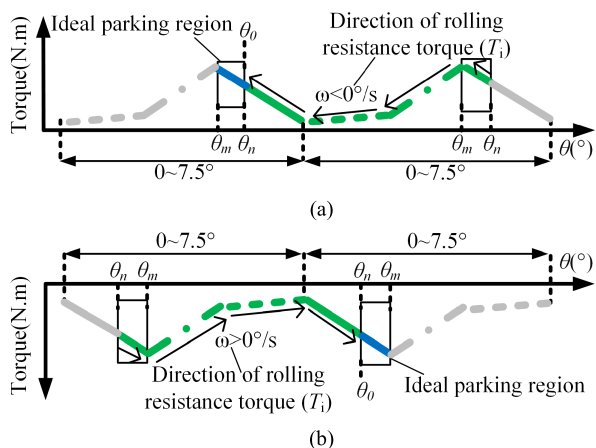 Ideal parking region
θ0
Direction of rolling
resistance torque (Ti)
ω<0°/s
Torque(N.m)
θm
θn
θm
θn
θ(°)
0~7.5°
0~7.5°
(a)
0~7.5°
0~7.5°
θ(°)
θn
θm
θn
θm
Torque(N.m)
ω>0°/s
Direction of rolling
resistance torque (Ti)
θ0
Ideal parking region
(b)